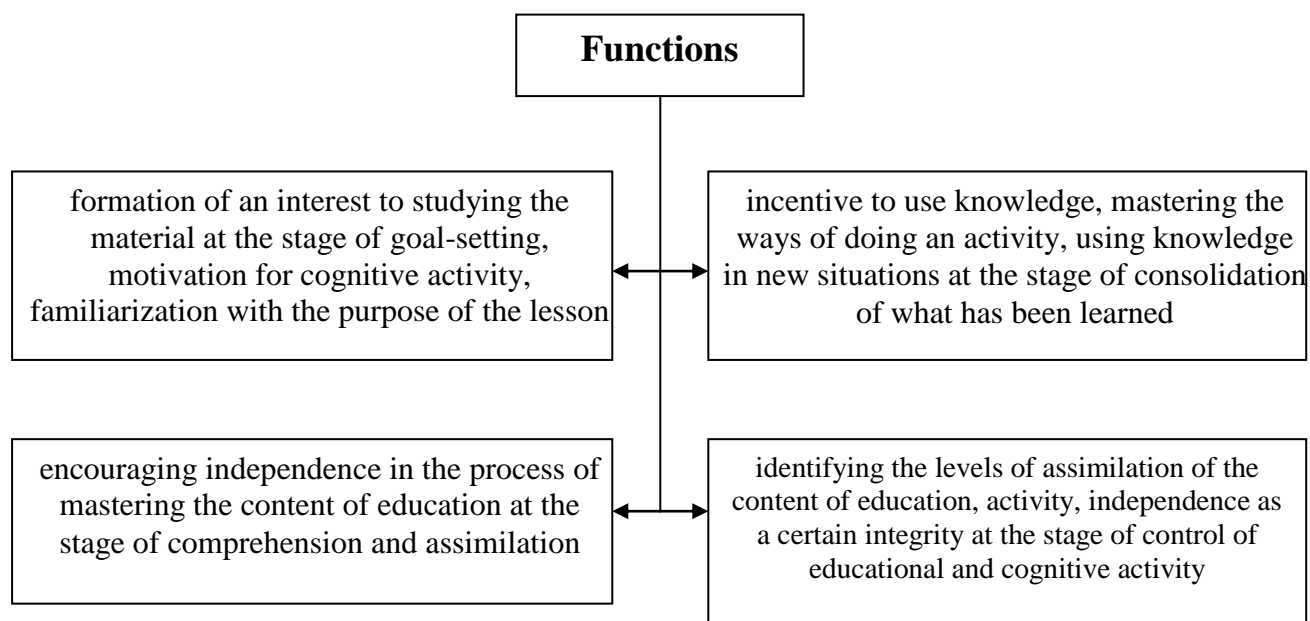 Functions
formation of an interest to studying the
material at the stage of goal-setting,
motivation for cognitive activity,
familiarization with the purpose of the lesson
incentive to use knowledge, mastering the
ways of doing an activity, using knowledge
in new situations at the stage of consolidation
of what has been learned
encouraging independence in the process of
mastering the content of education at the
stage of comprehension and assimilation
identifying the levels of assimilation of the
content of education, activity, independence as
a certain integrity at the stage of control of
educational and cognitive activity